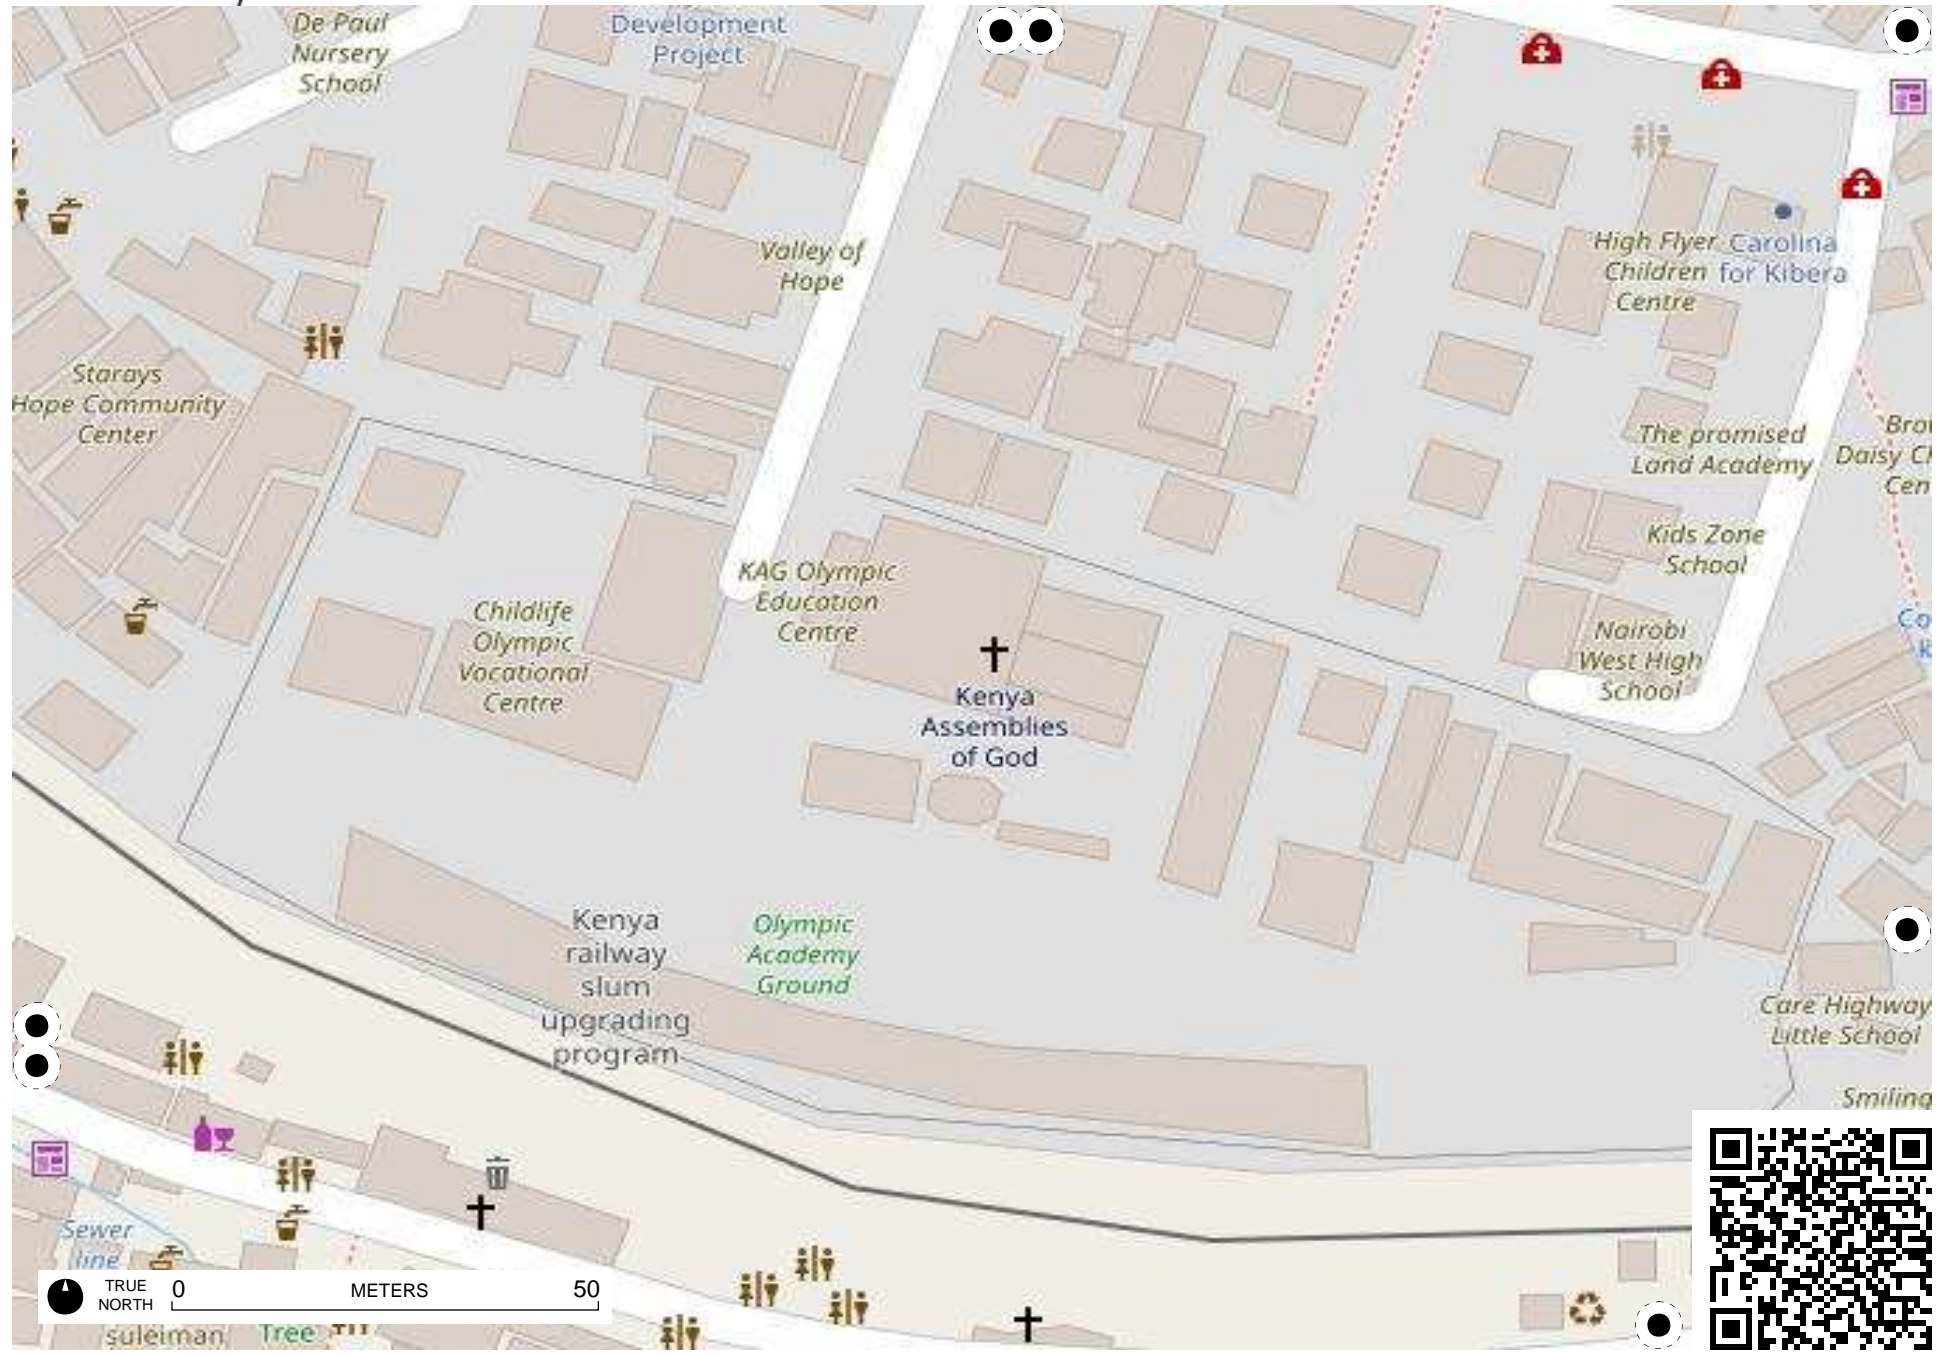 De Paul
Nursery
School
Development
Project
Valley of
Hope
High Flyer
Children
Centre
Carolina
for Kibera
Starays
Hope Community
Center
The promised
Land Academy
Daisy
Kids Zone
School
KAG Olympic
Education
Centre
Childlife
Olympic
Vocational
Centre
Nairobi
West High
School
Kenya
Assemblies
of God
Kenya
railway
slum
upgrading
program
Olympic
Academy
Ground
Care Highway
Little School
Smiling
Sewer
line
TRUE
NORTH
0
METERS
50
suleiman
Tree